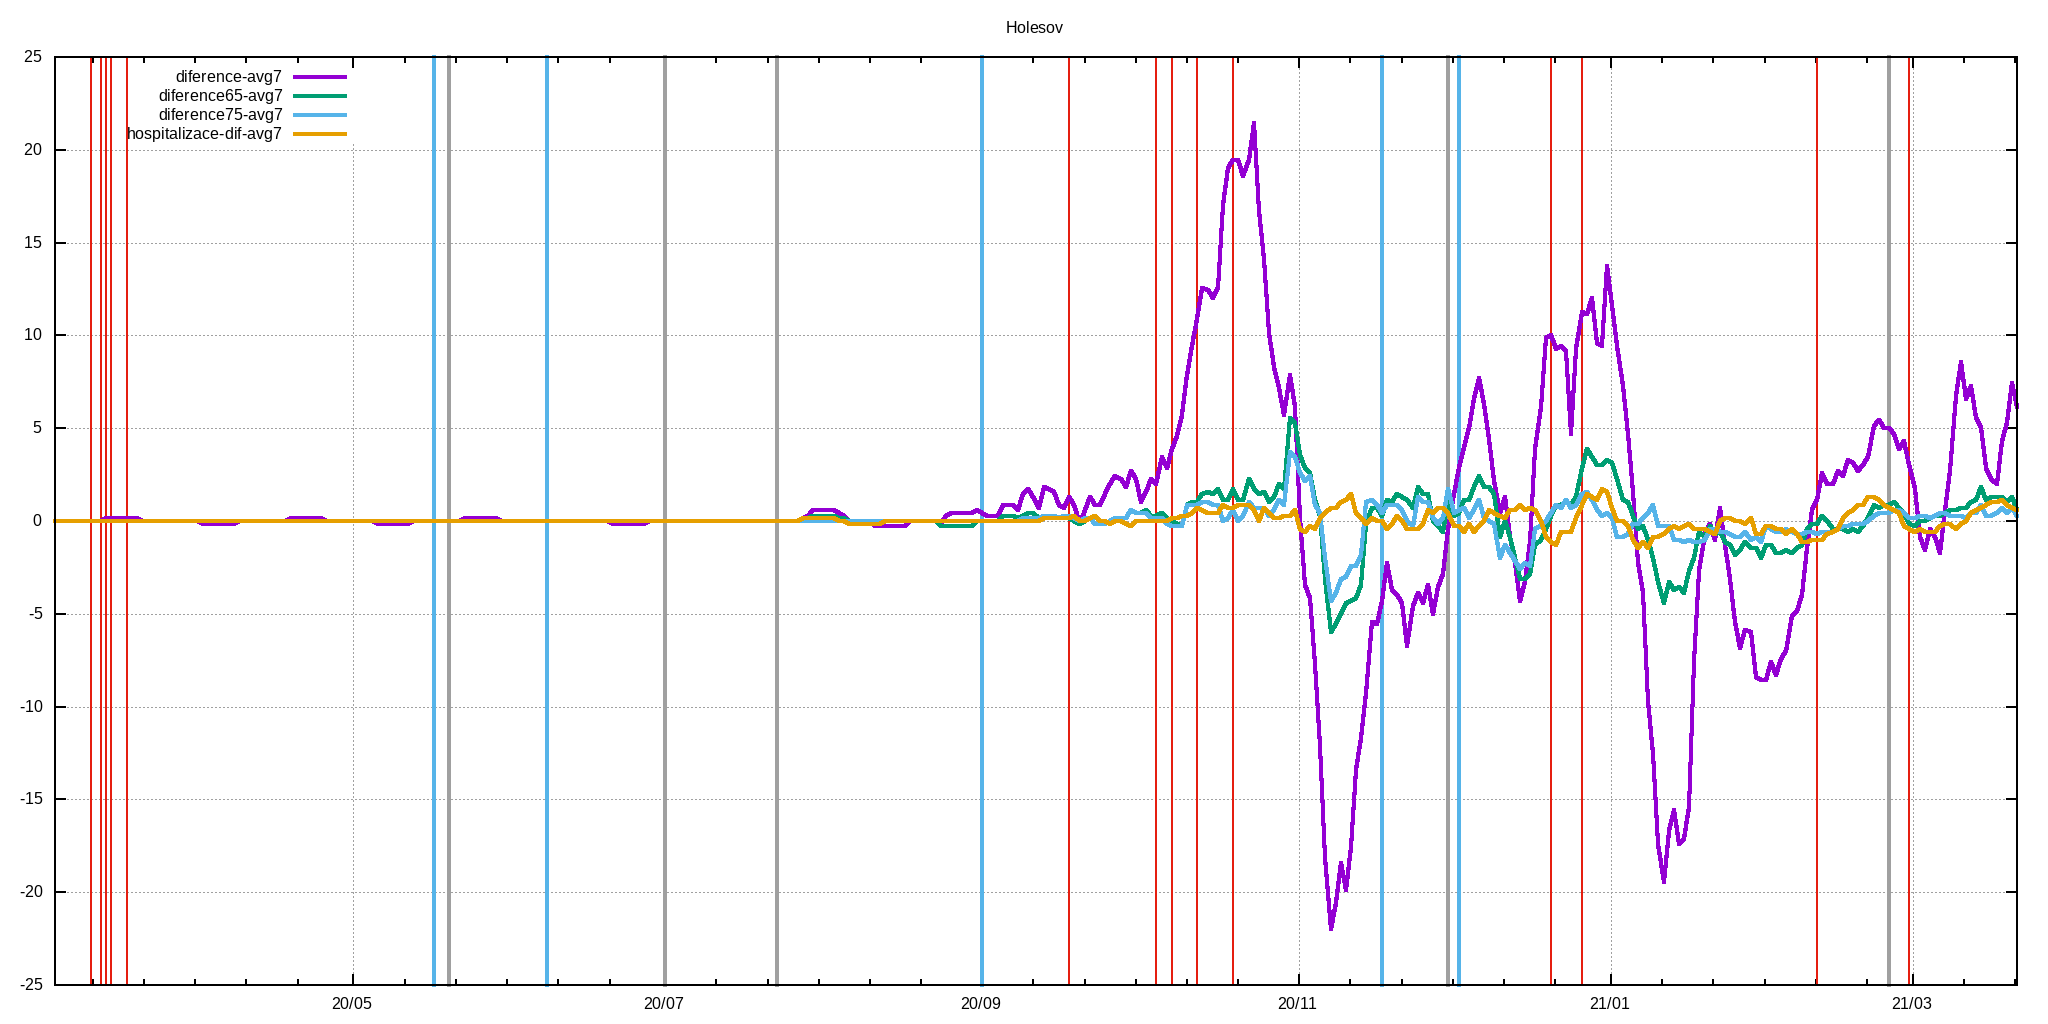 Holesov
diference-avg7
diference65-avg7
diference75-avg7
hospitalizace-dif-avg7
25
20
15
10
5
0
-5
-10
-15
-20
-25
20/05 20/07 20/09 20/11 21/01 21/03